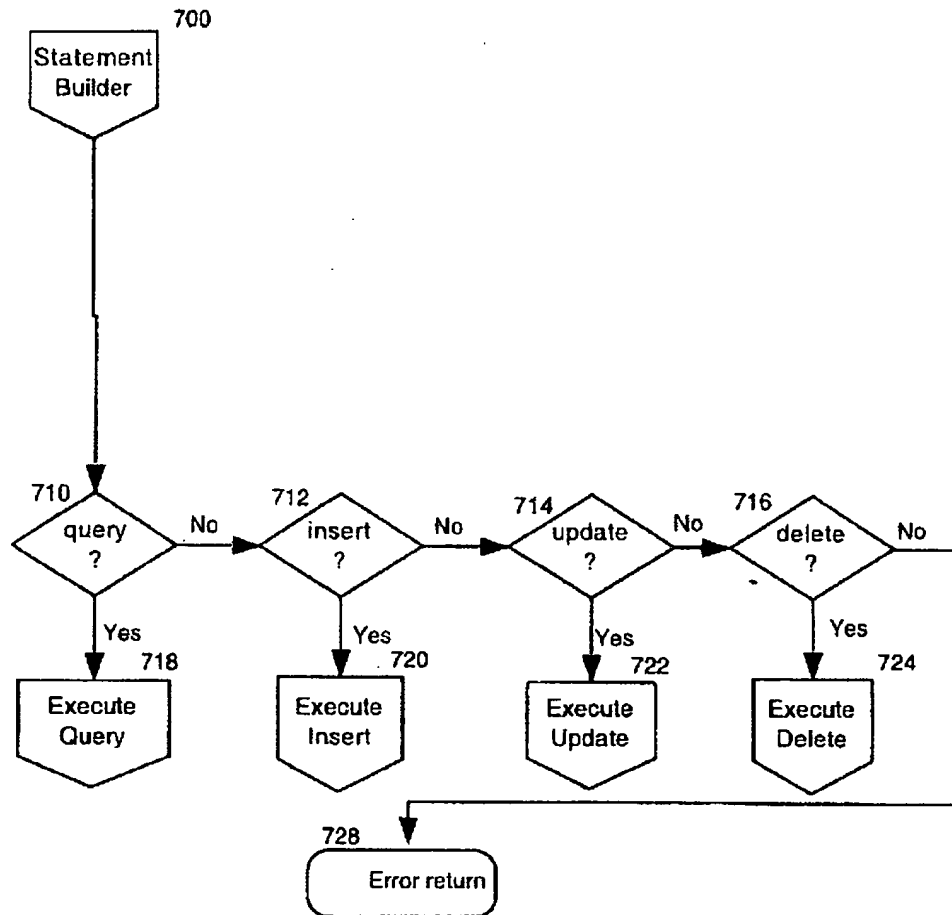 700
Statement
Builder
710
query
?
No
712
insert
?
No
714
update
?
No
716
delete
?
No
Yes
718
Execute
Query
Yes
720
Execute
Insert
Yes
722
Execute
Update
Yes
724
Execute
Delete
728
Error return